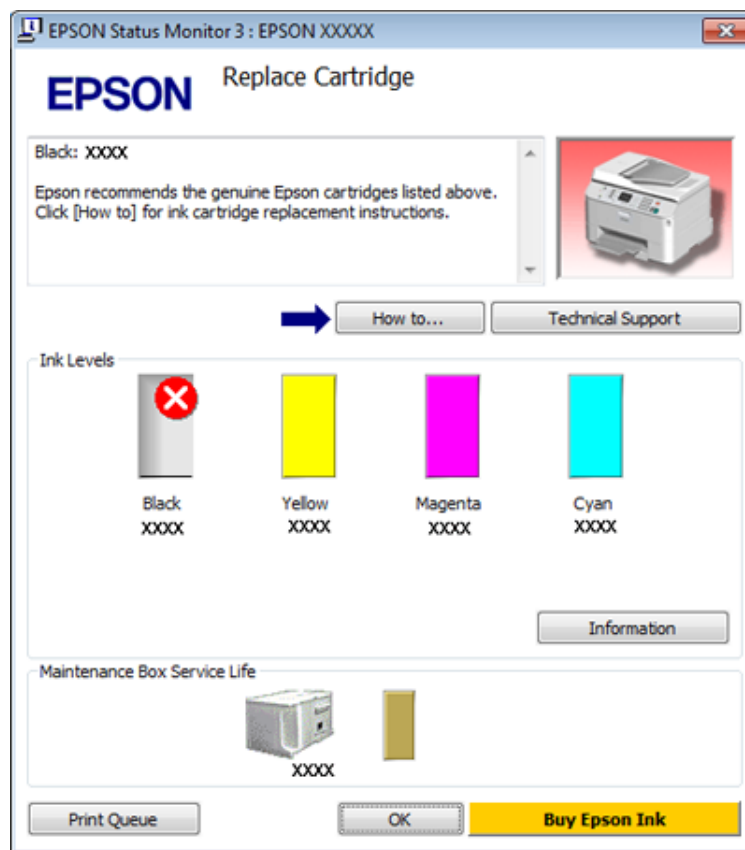 EPSON Status Monitor 3 : EPSON XXXXX
EPSON
Replace Cartridge
Black: XXXX
Epson recommends the genuine Epson cartridges listed above.
Click [How to] for ink cartridge replacement instructions.
How to...
Technical Support
Ink Levels
Black
Yellow
Magenta
Cyan
XXXX
XXXX
XXXX
XXXX
Information
Maintenance Box Service Life
XXXX
Print Queue
OK
Buy Epson Ink